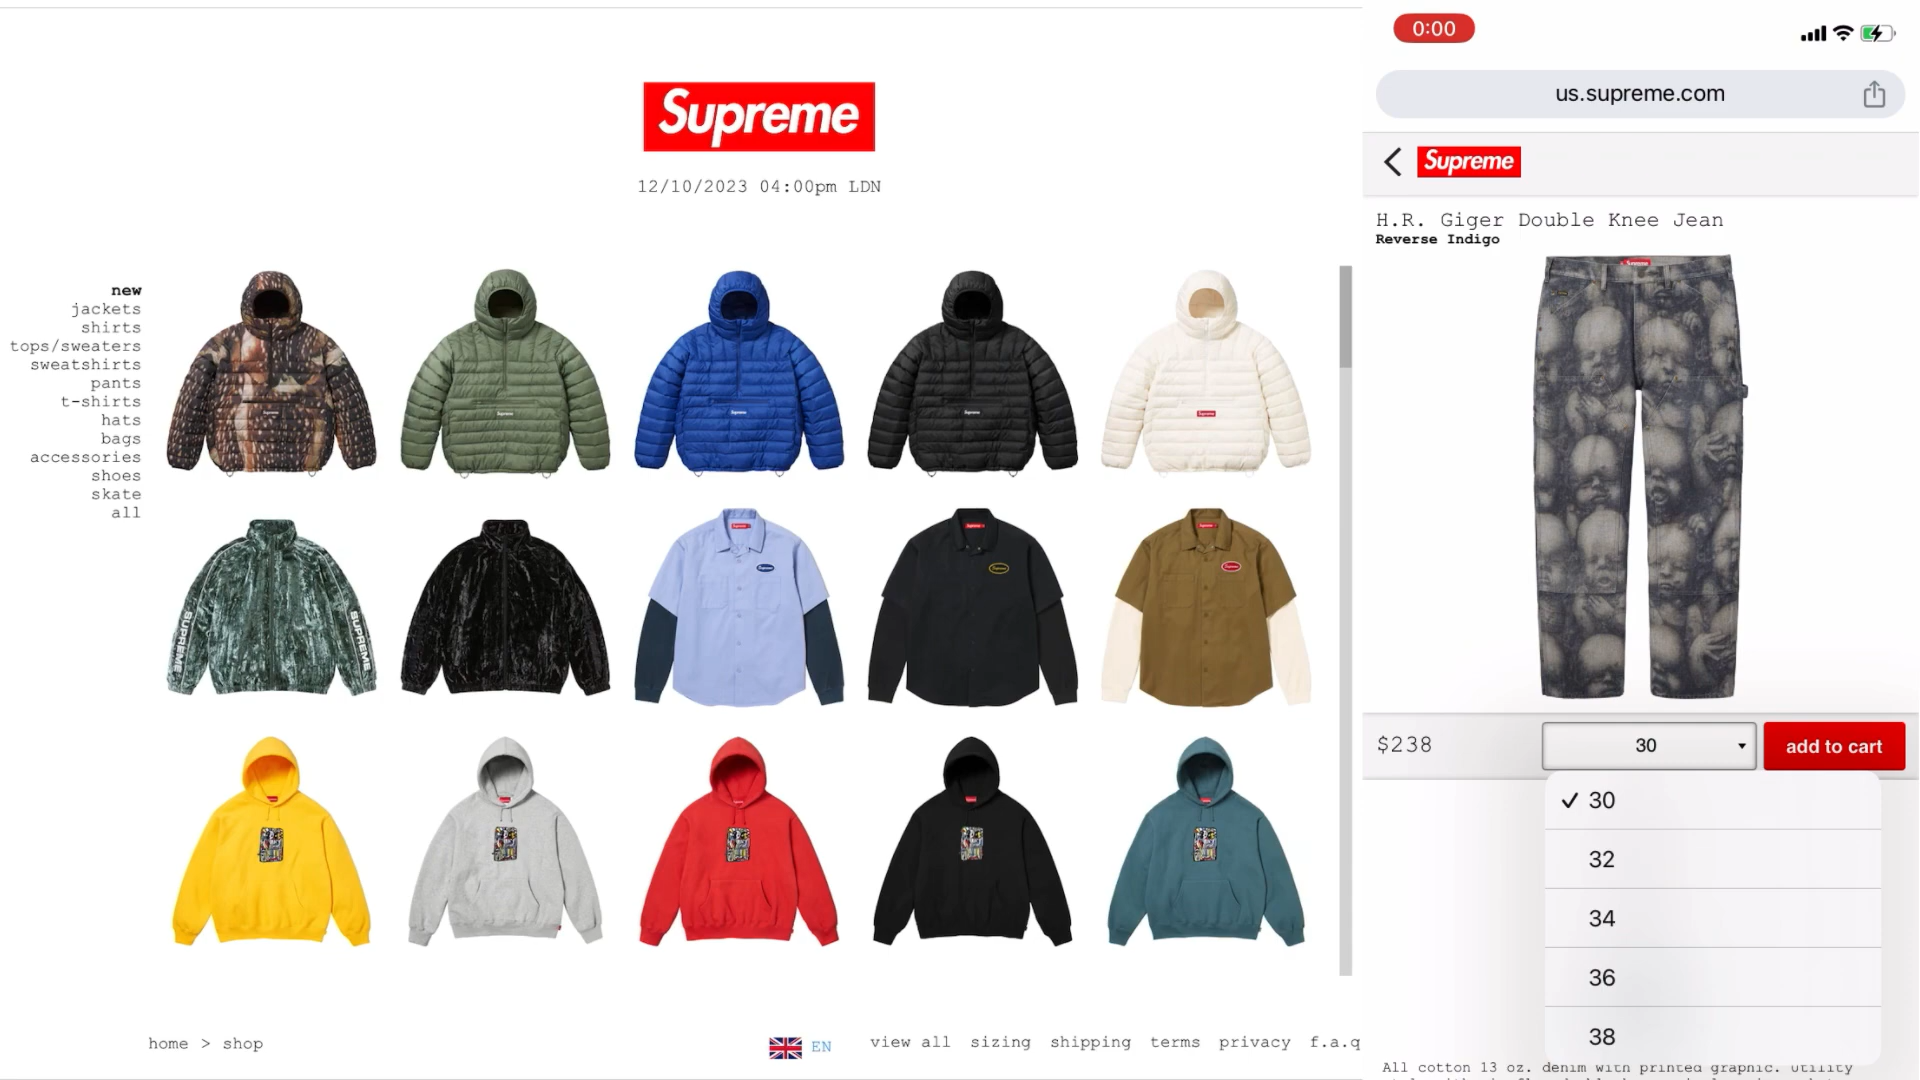 Supreme
12/10/2023 04:00pm LDN
new
jackets
shirts
tops/sweaters
sweatshirts
pants
t-shirts
hats
bags
accessories
shoes
skate
all
SUPREME
SUPREME
home > shop
EN
view all sizing shipping terms privacy f.a.q
0:00
us.supreme.com
Supreme
H.R. Giger Double Knee Jean
Reverse Indigo
Supreme
$238
30
add to cart
30
32
34
36
38
All cotton 13 oz. denim with printed graphic. Utility